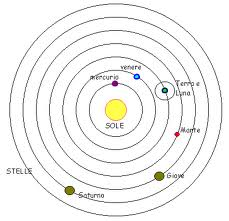 venere
mercurio
Terra e
Luna
SOLE
Marte
STELLE
Giove
Saturno